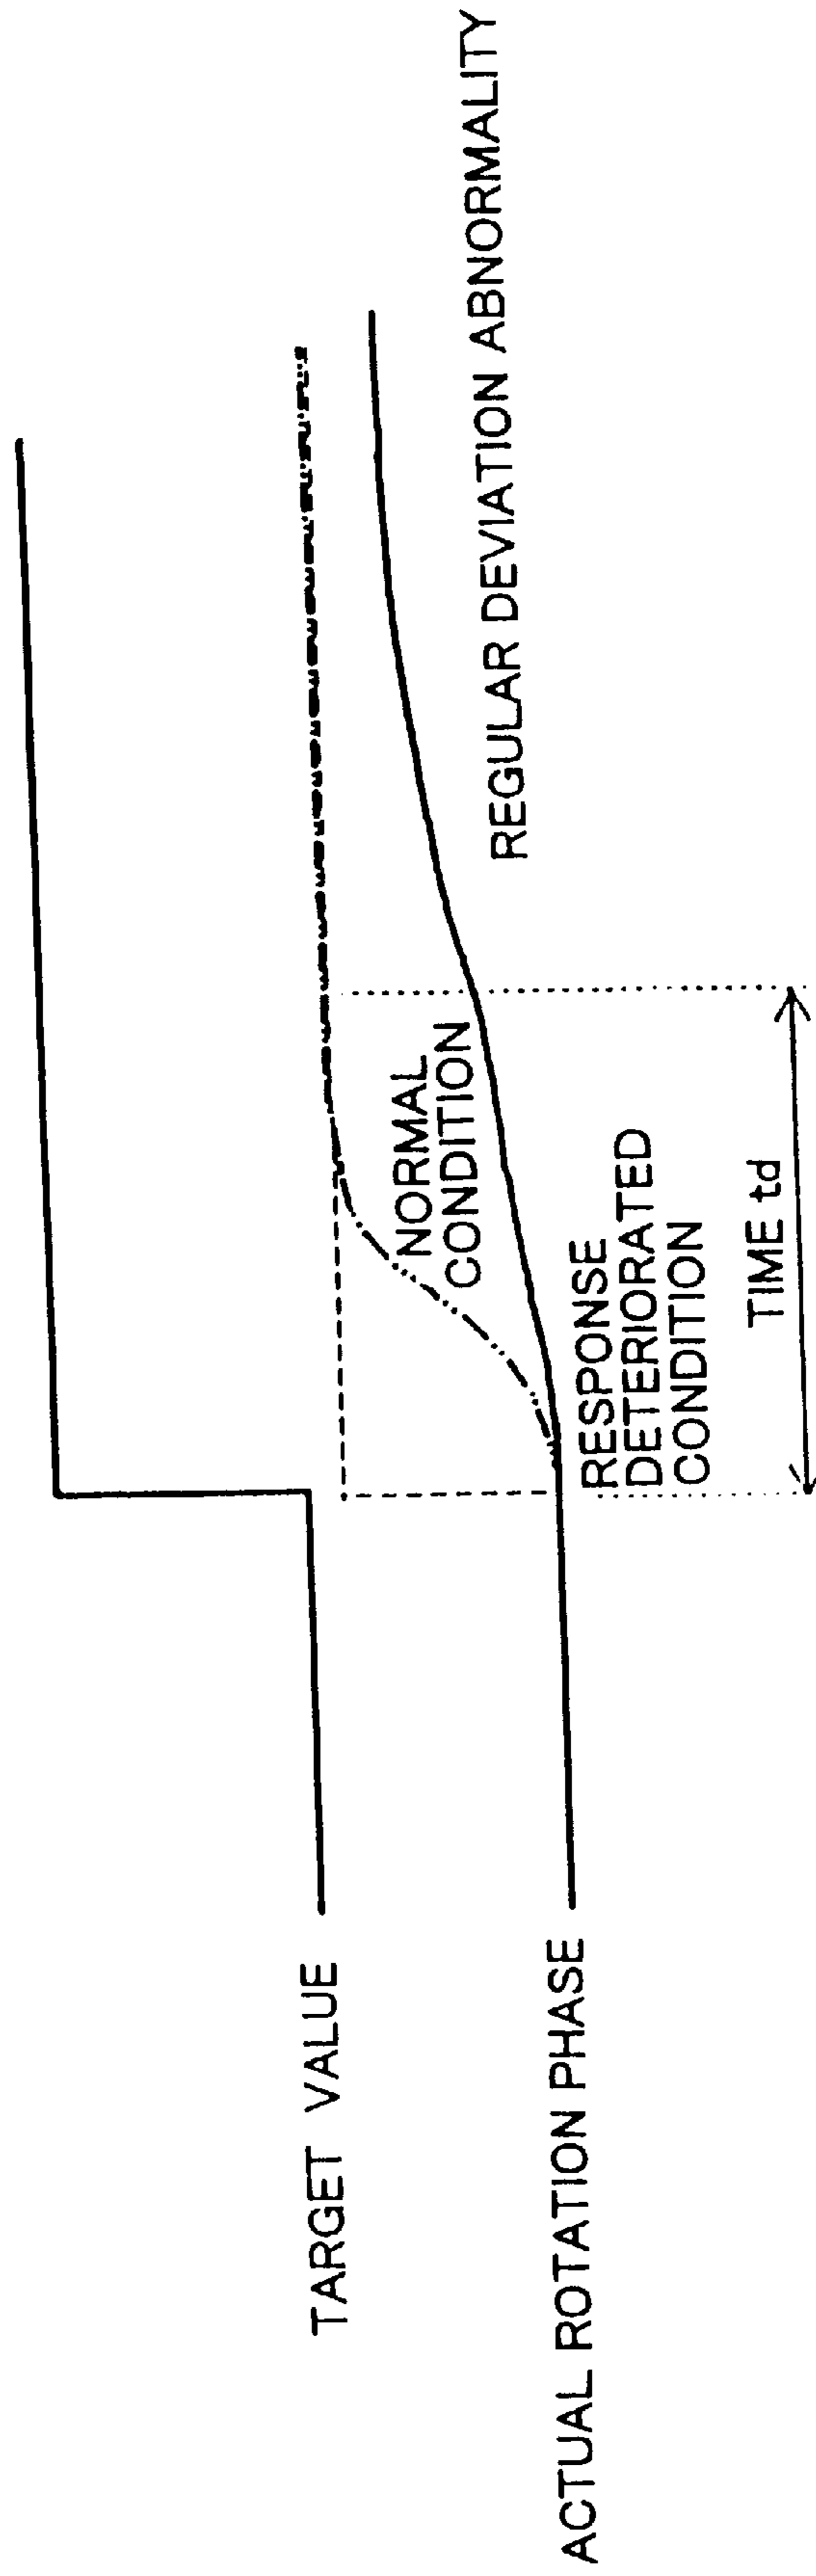 TARGET VALUE
ACTUAL ROTATION PHASE
NORMAL
CONDITION
RESPONSE
DETERIORATED
CONDITION
TIME td
REGULAR DEVIATION ABNORMALITY